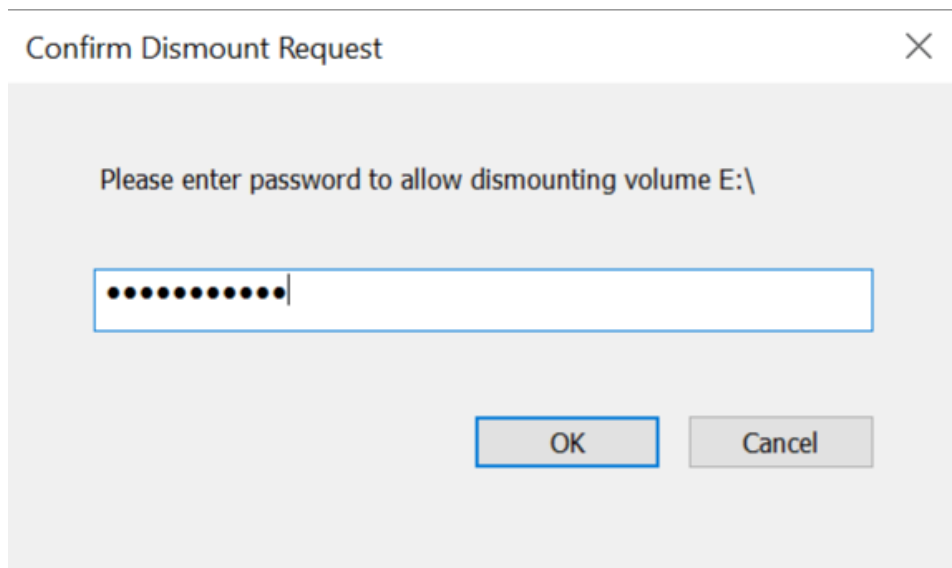 Confirm Dismount Request
Please enter password to allow dismounting volume E:\
•••••••••••
OK
Cancel